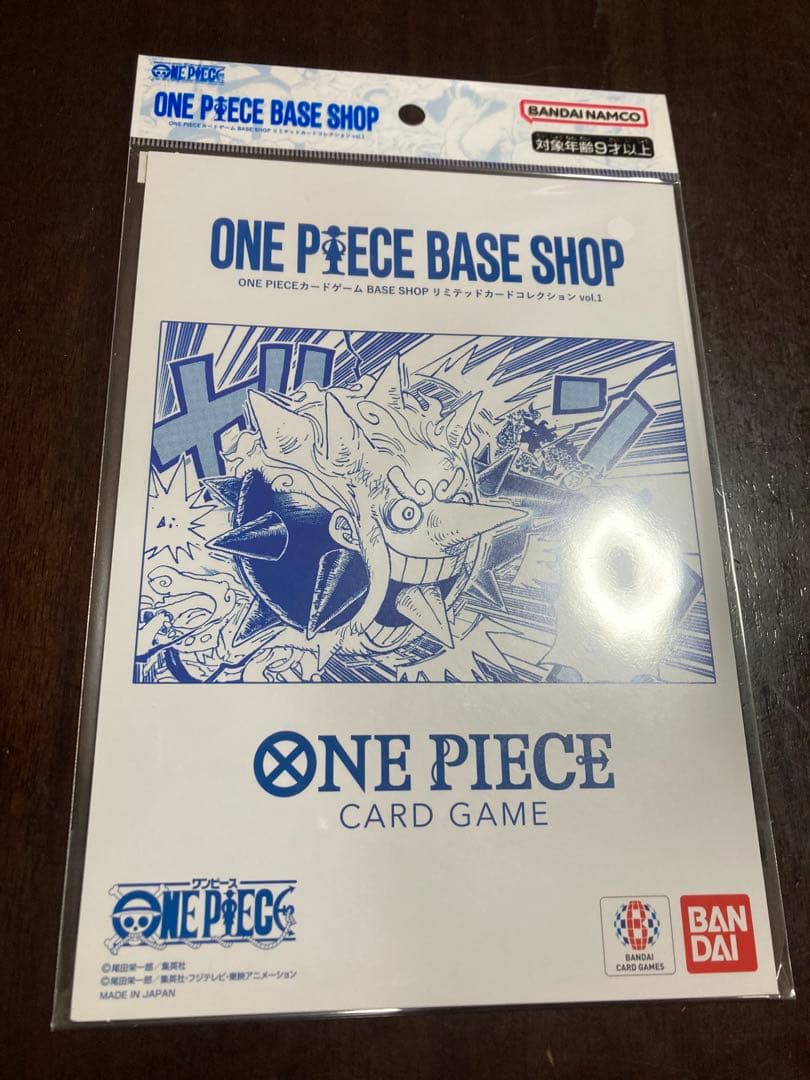 ONE PIECE
ONE PIECE BASE SHOP
ONE PIECEカードゲーム BASE SHOP リミテッドカードコレクション vol.1
BANDAI NAMCO
対象年齢9才以上
ONE PIECE BASE SHOP
ONE PIECEカードゲーム BASE SHOP リミテッドカードコレクション vol.1
ONE PIECE
CARD GAME
ワンピース
ONE PIECE
©尾田栄一郎/集英社
©尾田栄一郎/集英社・フジテレビ・東映アニメーション
MADE IN JAPAN
B
BANDAI
CARD GAMES
BAN
DAI